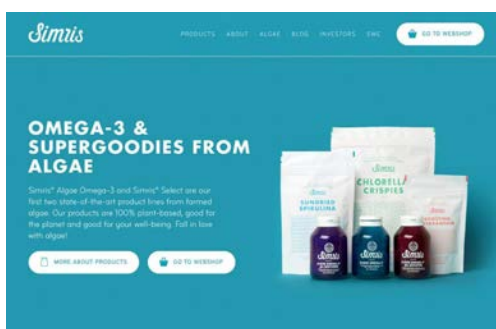 Simris
PRODUCTS ABOUT ALGAE BLOG INVESTORS SWE
GO TO WEBSHOP
OMEGA-3 &
SUPERGOODIES FROM
ALGAE
Simris® Algae Omega-3 and Simris® Select are our
first two state-of-the-art product lines from farmed
algae. Our products are 100% plant-based, good for
the planet and good for your well-being. Fall in love
with algae!
MORE ABOUT PRODUCTS
GO TO WEBSHOP
Simris
CHLORELLA
CRISPIES
SUNDRIED
SPIRULINA
Simris
Simris
Simris